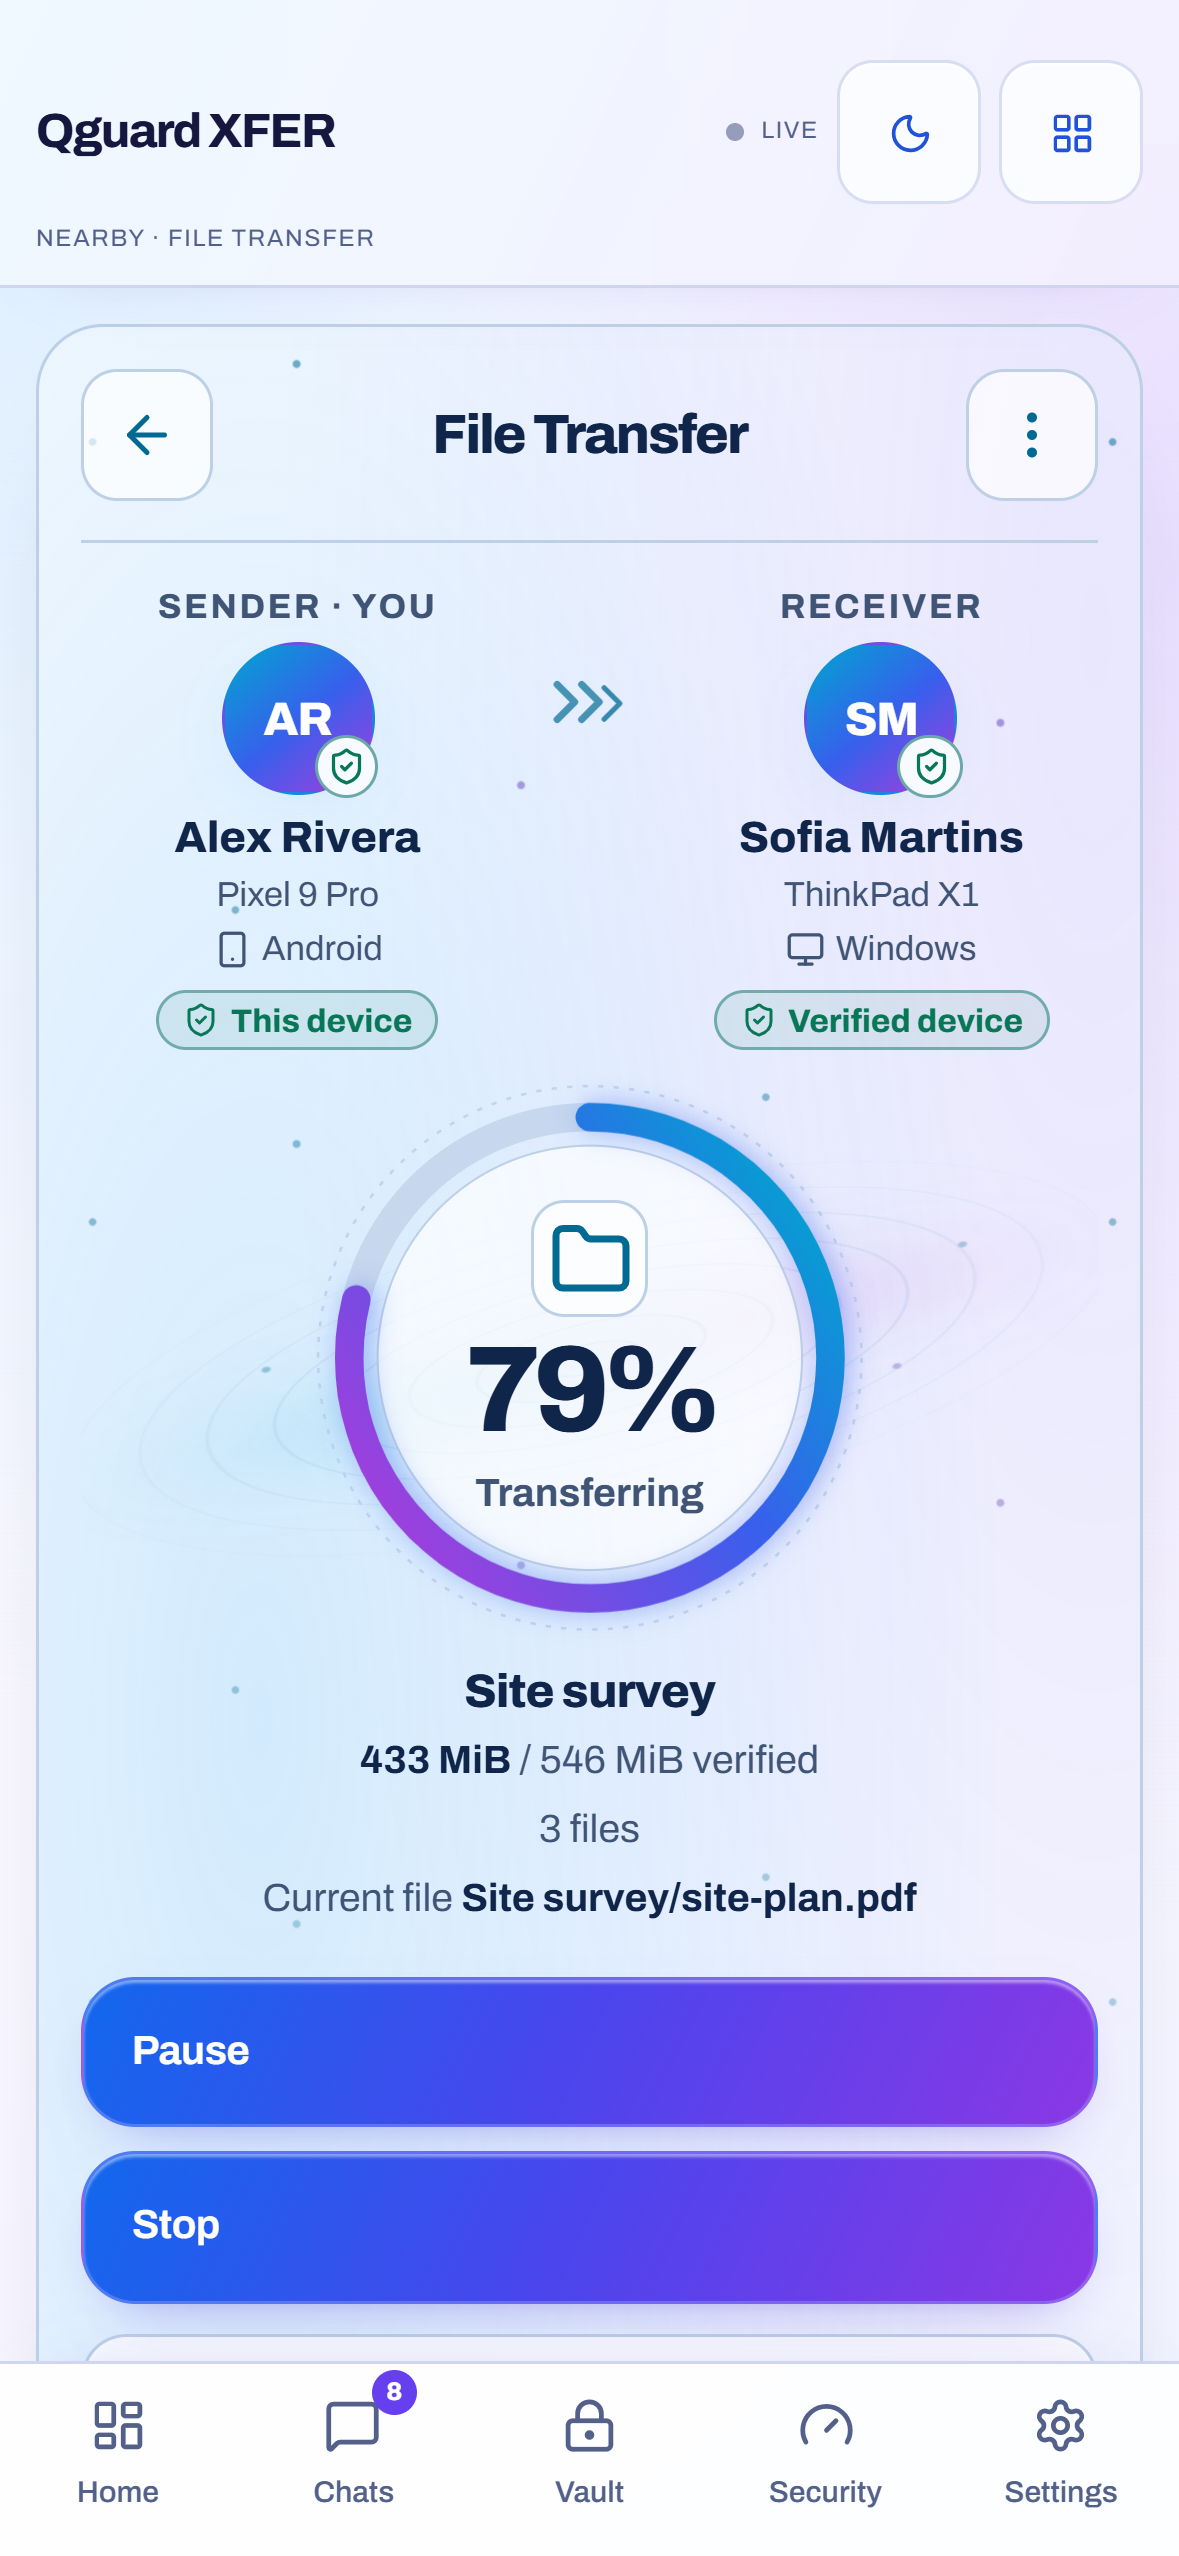 Qguard XFER
LIVE
NEARBY · FILE TRANSFER
File Transfer
SENDER · YOU
RECEIVER
AR
SM
Alex Rivera
Sofia Martins
Pixel 9 Pro
ThinkPad X1
Android
Windows
This device
Verified device
79%
Transferring
Site survey
433 MiB / 546 MiB verified
3 files
Current file Site survey/site-plan.pdf
Pause
Stop
8
Home
Chats
Vault
Security
Settings